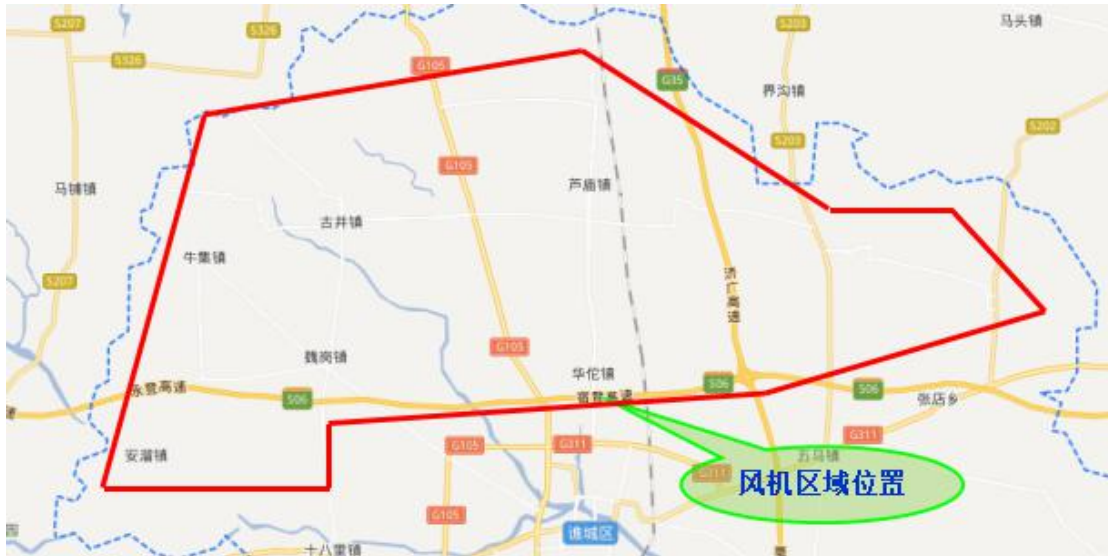 S207
S326
S203
马头镇
S326
G105
G35
界沟镇
S202
S203
G105
马铺镇
芦庙镇
古井镇
牛集镇
S207
济广高速
G105
魏岗镇
华佗镇
永登高速
S06
宿登高速
S06
S06
张店乡
安溜镇
G105
G311
G311
五马镇
G311
风机区域位置
G105
谯城区
十八里镇